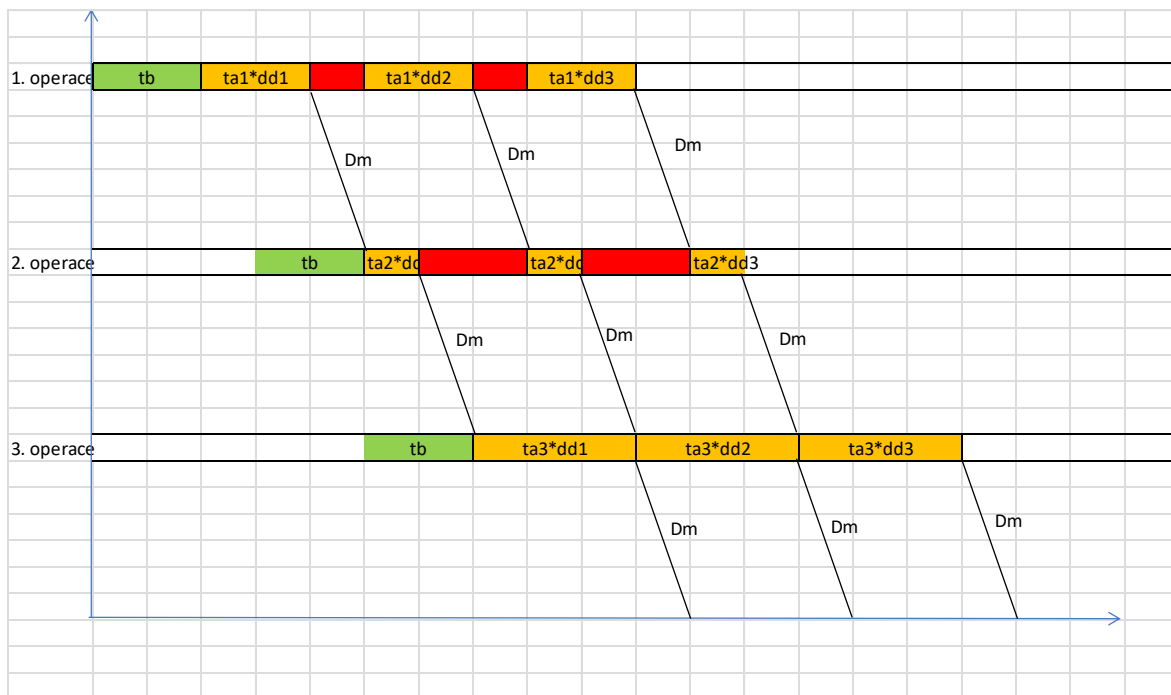 1. operace tb ta1*dd1 ta1*dd2 ta1*dd3
Dm Dm Dm
2. operace tb ta2*dd ta2*dd ta2*dd3
Dm Dm Dm
3. operace tb ta3*dd1 ta3*dd2 ta3*dd3
Dm Dm Dm